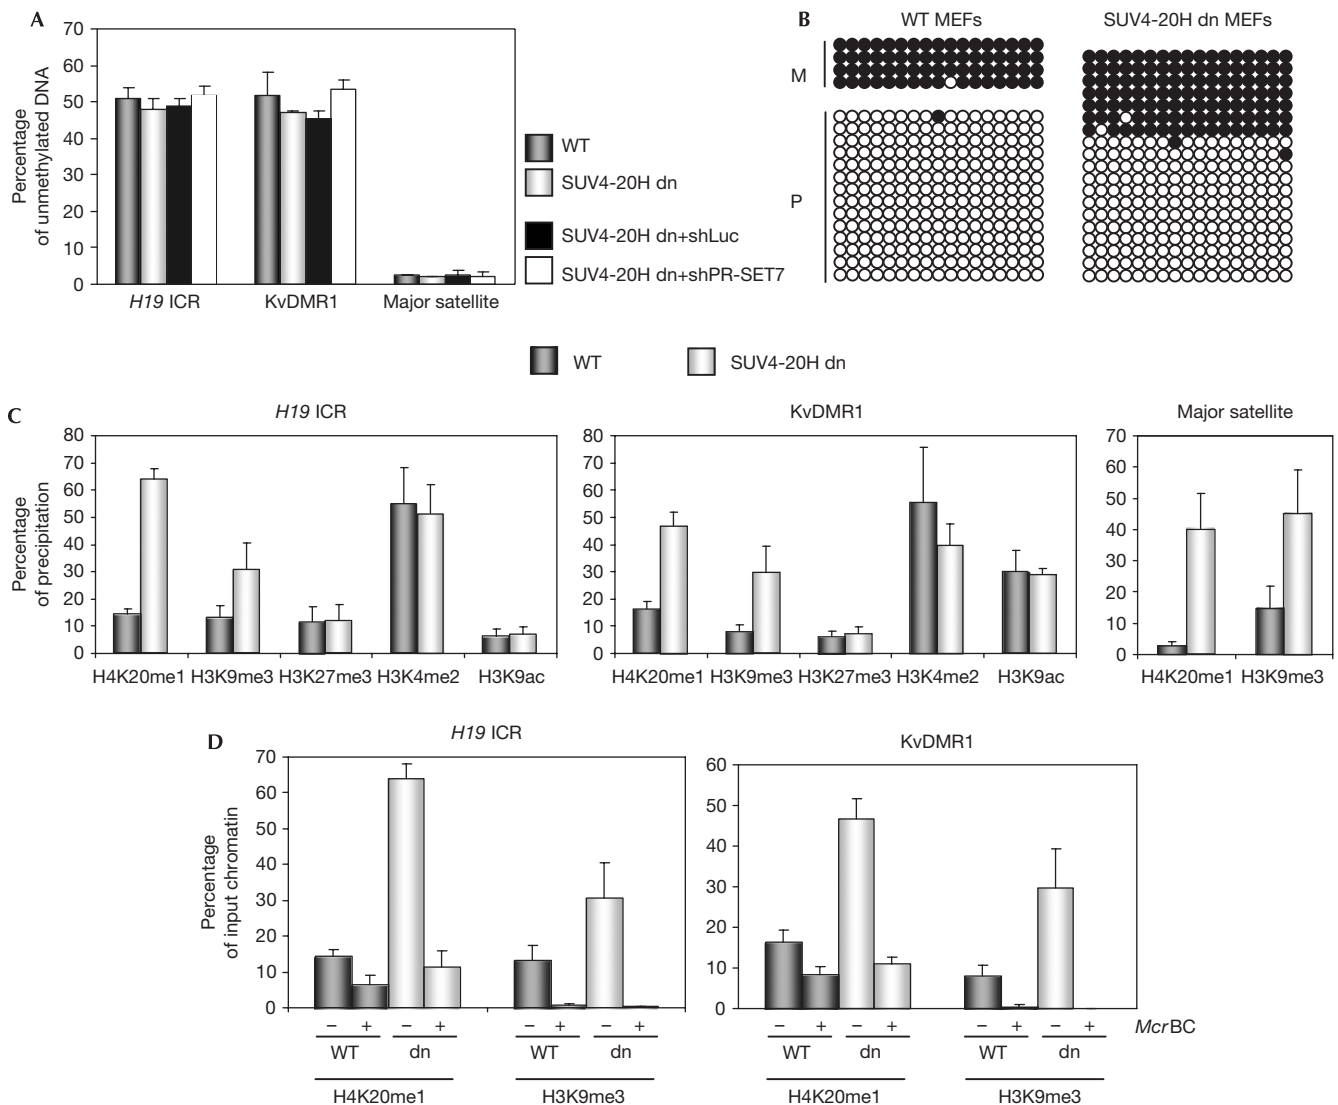 A
70
60
50
40
30
20
10
0
Percentage
of unmethylated DNA
H19 ICR KvDMR1 Major satellite
WT
SUV4-20H dn
SUV4-20H dn+shLuc
SUV4-20H dn+shPR-SET7
B
WT MEFs SUV4-20H dn MEFs
M
P
WT SUV4-20H dn
C
H19 ICR
80
70
60
50
40
30
20
10
0
Percentage
of precipitation
H4K20me1 H3K9me3 H3K27me3 H3K4me2 H3K9ac
KvDMR1
80
70
60
50
40
30
20
10
0
H4K20me1 H3K9me3 H3K27me3 H3K4me2 H3K9ac
Major satellite
70
60
50
40
30
20
10
0
H4K20me1 H3K9me3
D
H19 ICR
70
60
50
40
30
20
10
0
Percentage
of input chromatin
− + − + − + − +
WT dn WT dn
H4K20me1 H3K9me3
KvDMR1
60
50
40
30
20
10
0
− + − + − + − + McrBC
WT dn WT dn
H4K20me1 H3K9me3